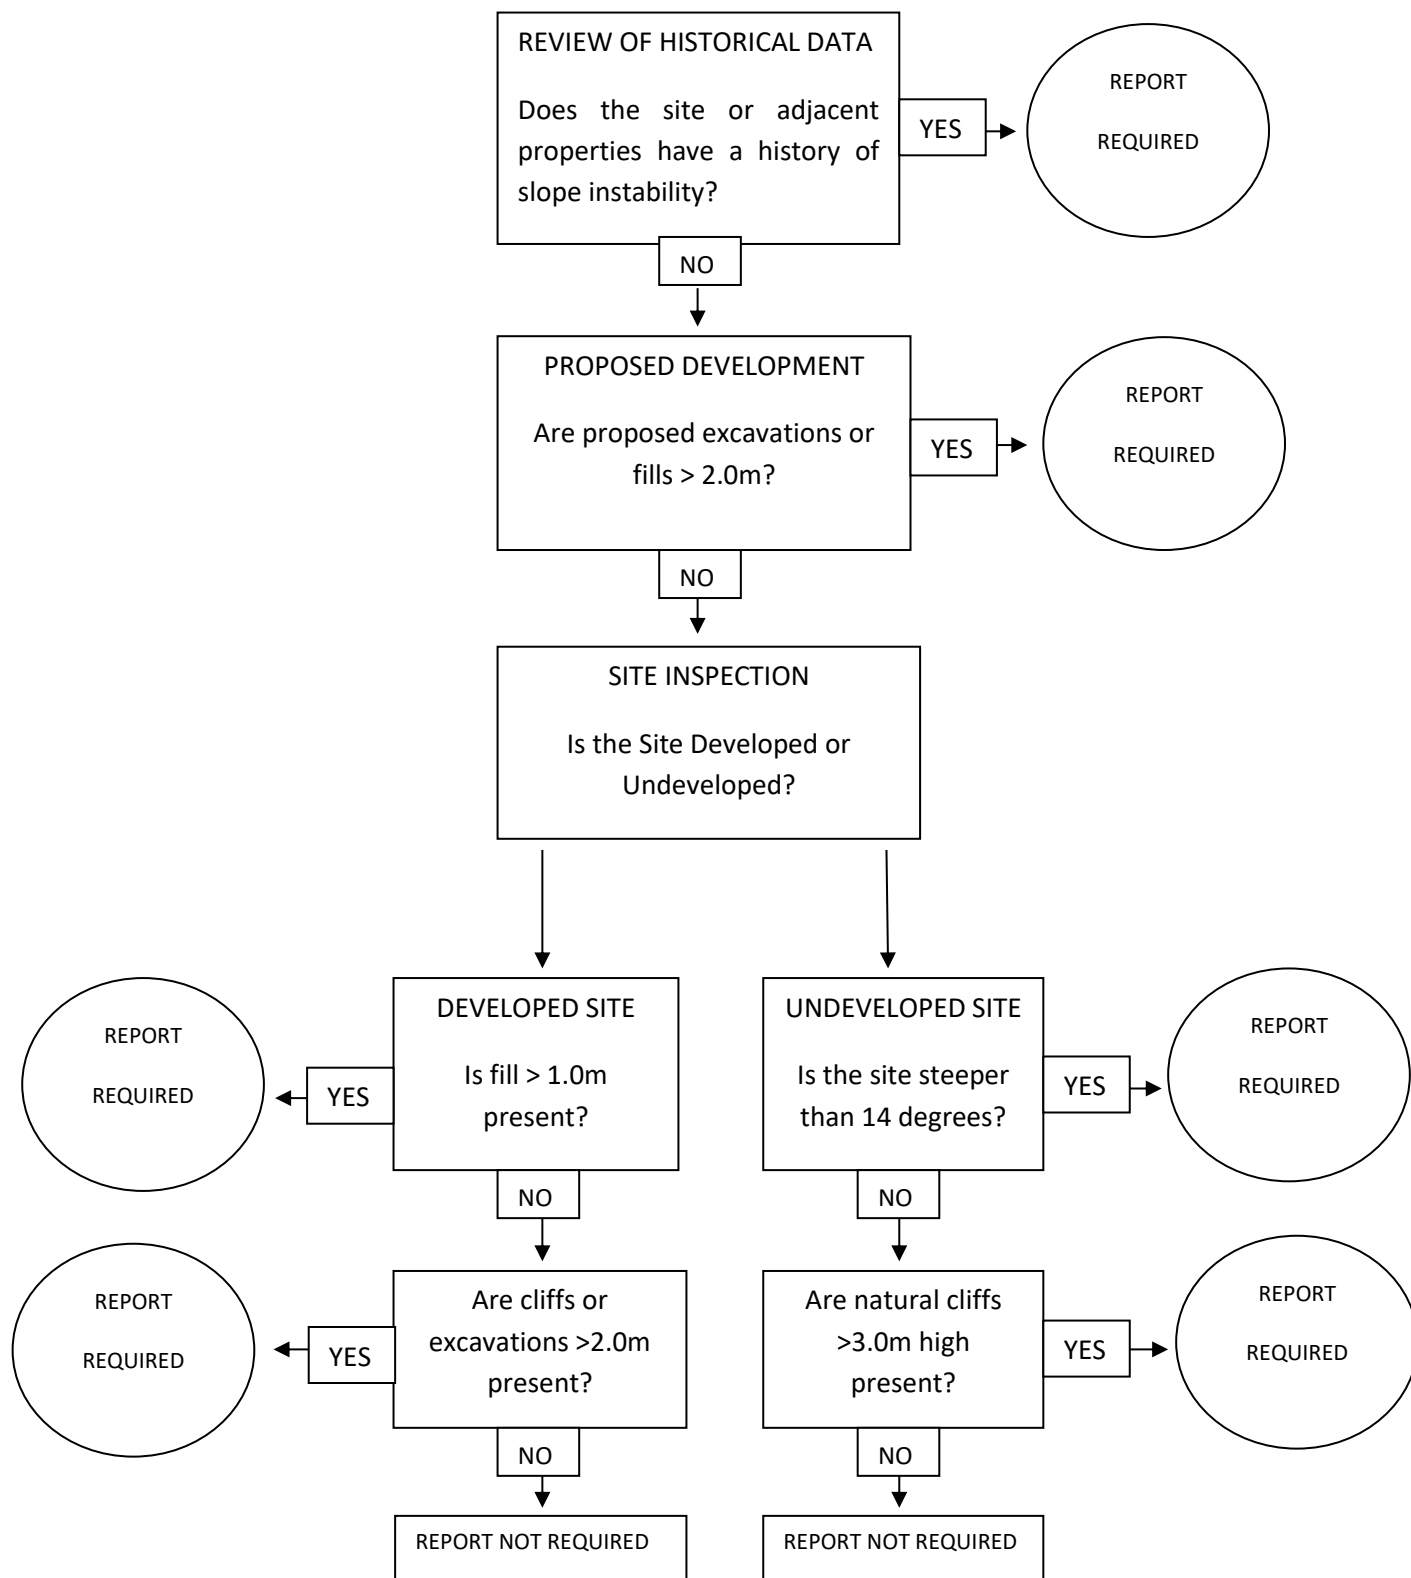 REVIEW OF HISTORICAL DATA
Does the site or adjacent
properties have a history of
slope instability?
YES
REPORT
REQUIRED
NO
PROPOSED DEVELOPMENT
Are proposed excavations or
fills > 2.0m?
YES
REPORT
REQUIRED
NO
SITE INSPECTION
Is the Site Developed or
Undeveloped?
DEVELOPED SITE
Is fill > 1.0m
present?
YES
REPORT
REQUIRED
NO
UNDEVELOPED SITE
Is the site steeper
than 14 degrees?
YES
REPORT
REQUIRED
NO
Are cliffs or
excavations >2.0m
present?
YES
REPORT
REQUIRED
NO
REPORT NOT REQUIRED
Are natural cliffs
>3.0m high
present?
YES
REPORT
REQUIRED
NO
REPORT NOT REQUIRED